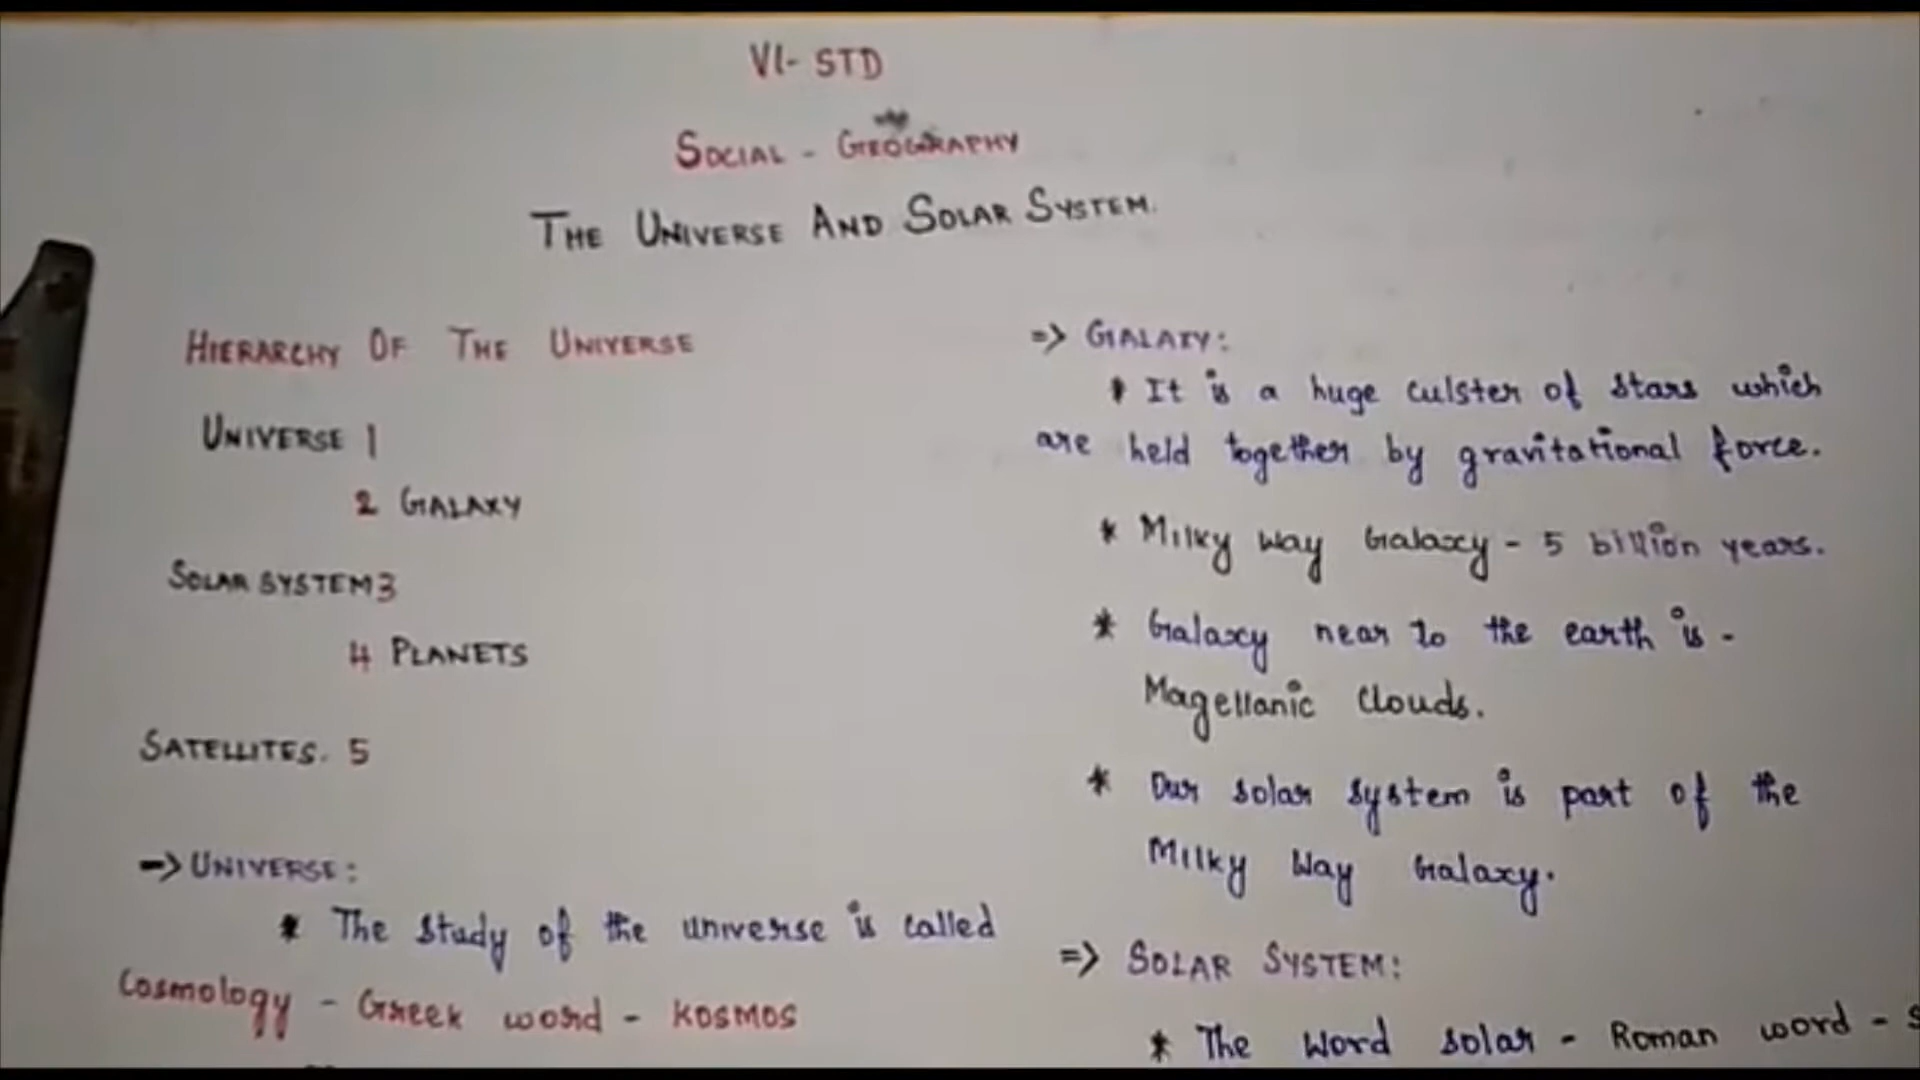 VI- STD
SOCIAL - GEOGRAPHY
THE UNIVERSE AND SOLAR SYSTEM.
HIERARCHY OF THE UNIVERSE
UNIVERSE 1
2 GALAXY
SOLAR SYSTEM 3
4 PLANETS
SATELLITES. 5
→ UNIVERSE:
* The study of the universe is called
Cosmology - Greek word - KOSMOS
=> GALAXY:
* It is a huge culster of stars which
are held together by gravitational force.
* Milky Way Galaxy - 5 billion years.
* Galaxy near to the earth is -
Magellanic Clouds.
* Our solar system is part of the
Milky Way Galaxy.
=> SOLAR SYSTEM:
* The word solar - Roman word -